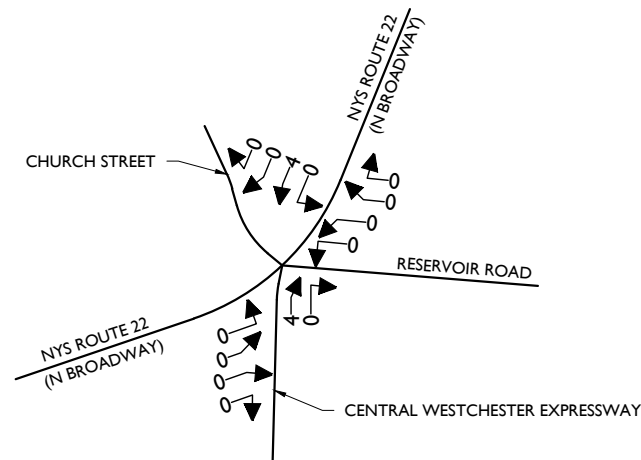 NYS ROUTE 22
(N BROADWAY)
CHURCH STREET
0
0
4
0
0
0
0
0
RESERVOIR ROAD
4
0
NYS ROUTE 22
(N BROADWAY)
0
0
0
0
CENTRAL WESTCHESTER EXPRESSWAY